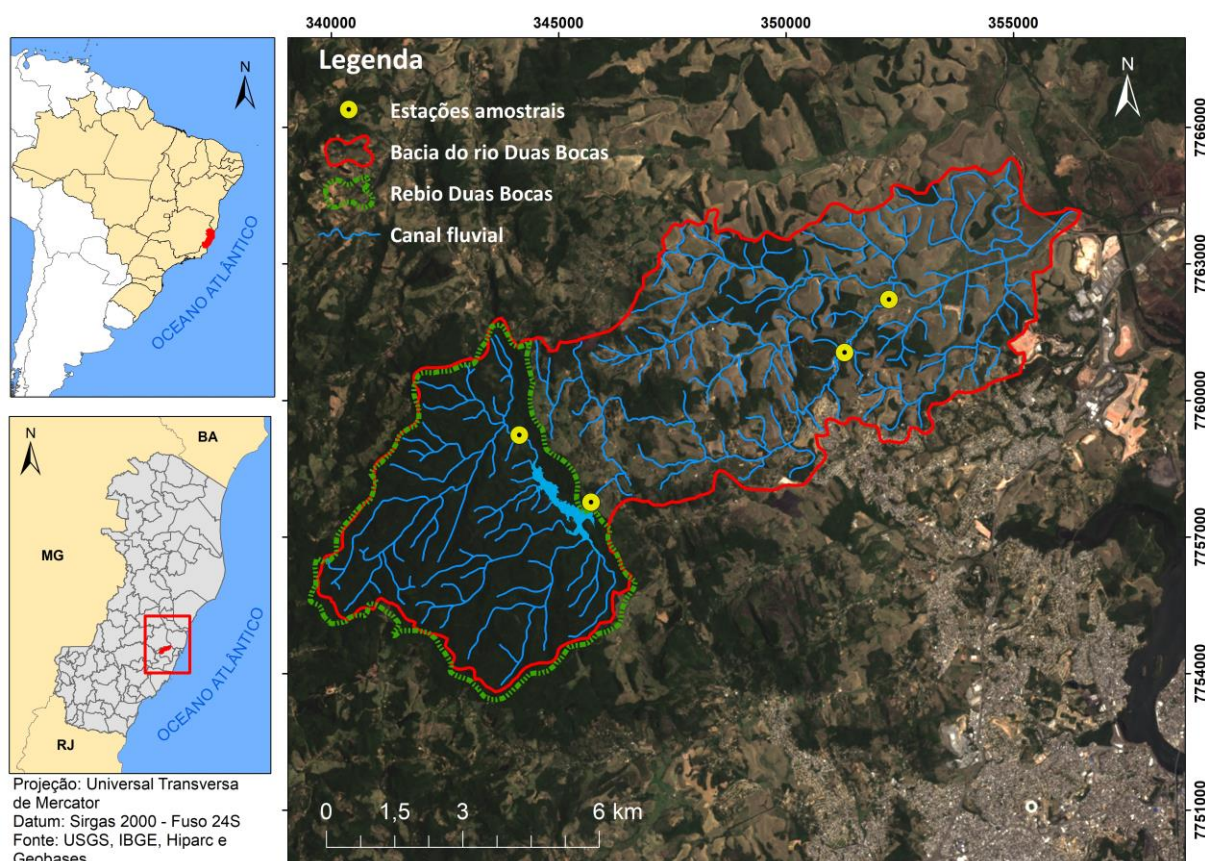 340000
345000
350000
355000
N
OCEANO ATLÂNTICO
Legenda
Estações amostrais
Bacia do rio Duas Bocas
Rebio Duas Bocas
Canal fluvial
N
7766000
7763000
7760000
7757000
7754000
7751000
N
BA
MG
RJ
OCEANO ATLÂNTICO
0 1,5 3 6 km
Projeção: Universal Transversa
de Mercator
Datum: Sirgas 2000 - Fuso 24S
Fonte: USGS, IBGE, Hiparc e
Geobases